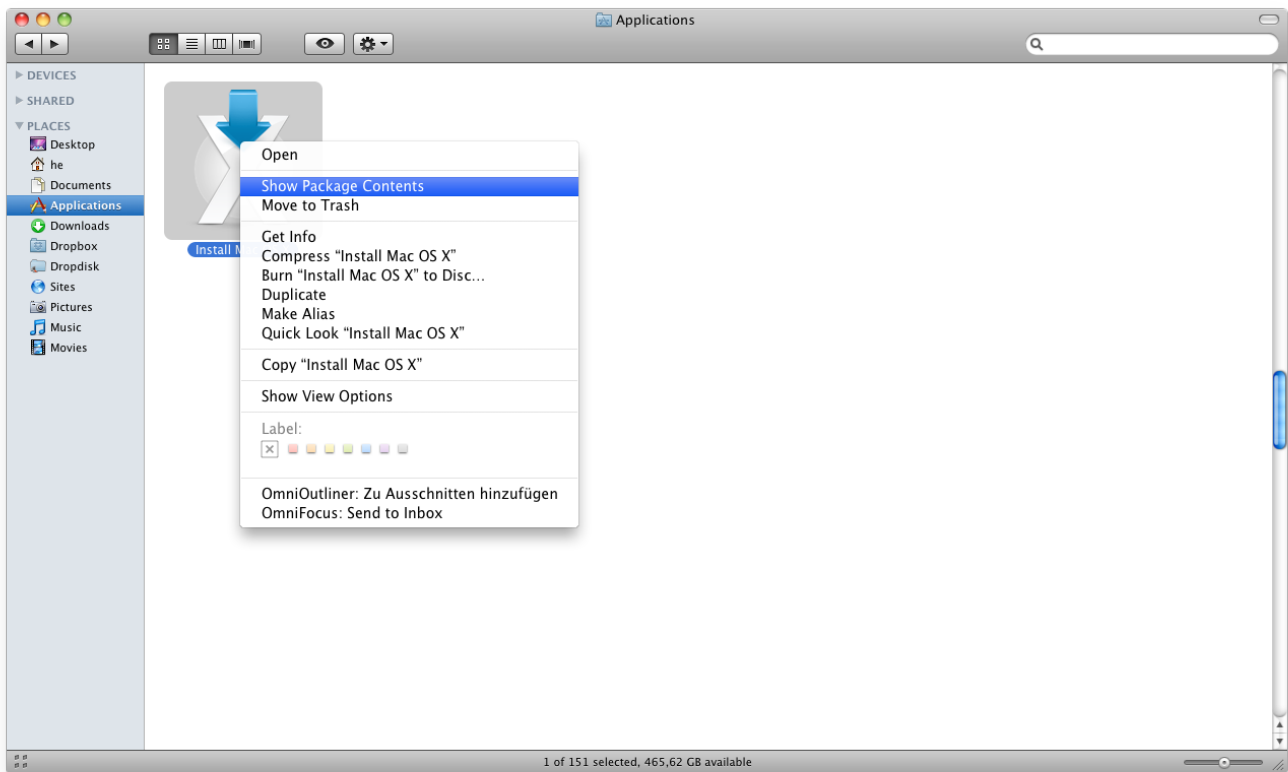 Applications
DEVICES
SHARED
PLACES
Desktop
he
Documents
Applications
Downloads
Dropbox
Dropdisk
Sites
Pictures
Music
Movies
Install
Open
Show Package Contents
Move to Trash
Get Info
Compress “Install Mac OS X”
Burn “Install Mac OS X” to Disc...
Duplicate
Make Alias
Quick Look “Install Mac OS X”
Copy “Install Mac OS X”
Show View Options
Label:
OmniOutliner: Zu Ausschnitten hinzufügen
OmniFocus: Send to Inbox
1 of 151 selected, 465,62 GB available